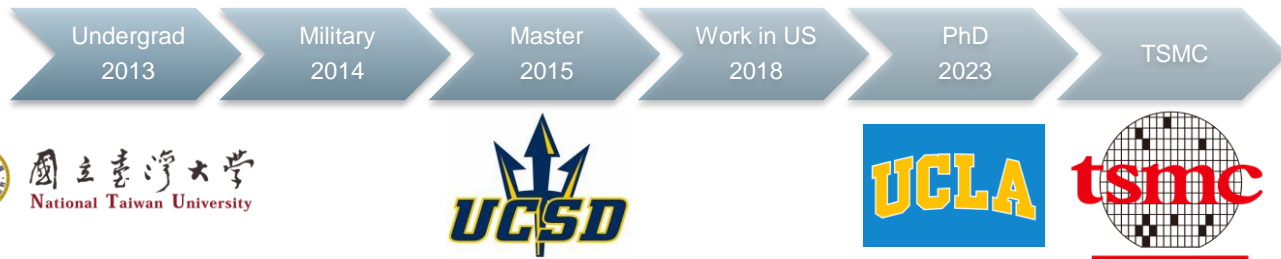 Undergrad
2013
Military
2014
Master
2015
Work in US
2018
PhD
2023
TSMC
國立臺灣大學
National Taiwan University
UCSD
UCLA
tsmc